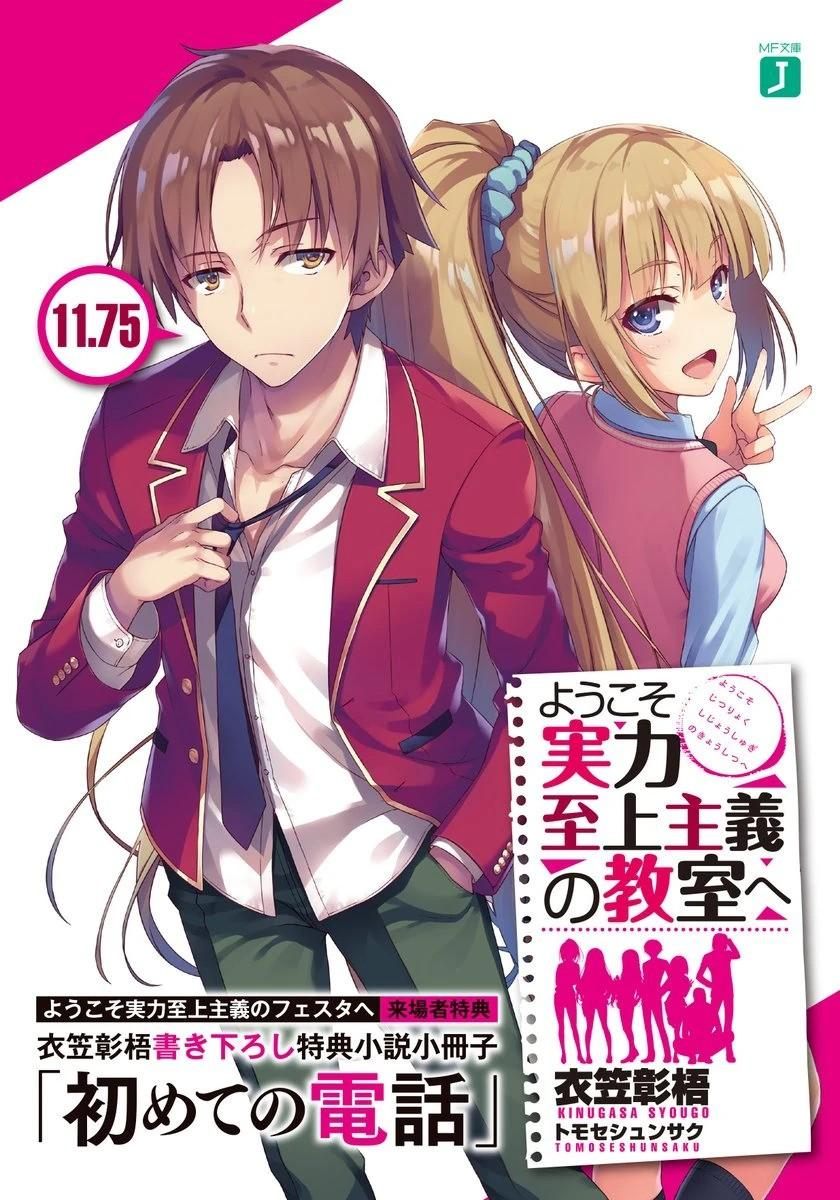 MF文庫
J
11.75
ようこそ
実力
至上主義
の教室へ
ようこそ
じつりょく
しじょうしゅぎ
のきょうしつへ
衣笠彰梧
KINUGASA SYOUGO
トモセシュンサク
TOMOSESHUNSAKU
ようこそ実力至上主義のフェスタへ 来場者特典
衣笠彰梧書き下ろし特典小説小冊子
「初めての電話」